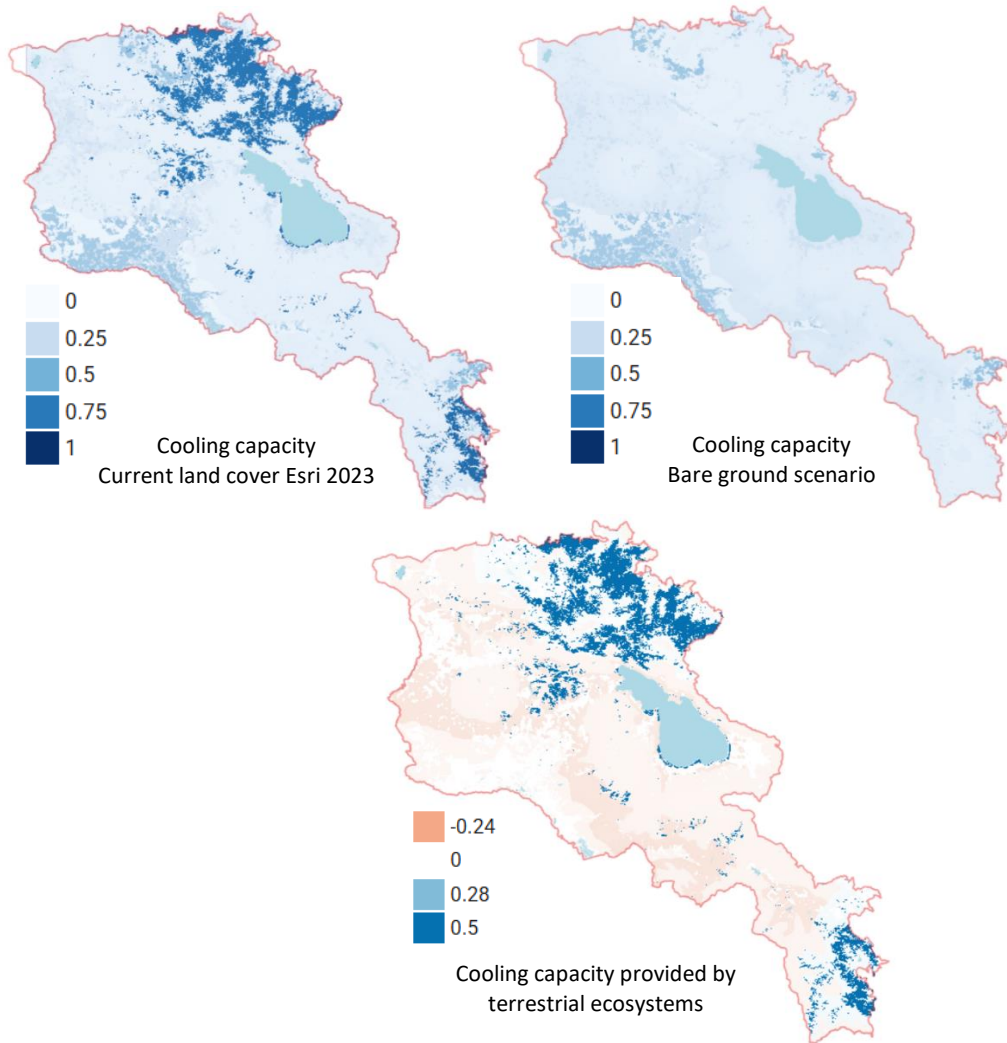 0
0.25
0.5
0.75
1
Cooling capacity
Current land cover Esri 2023
0
0.25
0.5
0.75
1
Cooling capacity
Bare ground scenario
-0.24
0
0.28
0.5
Cooling capacity provided by
terrestrial ecosystems